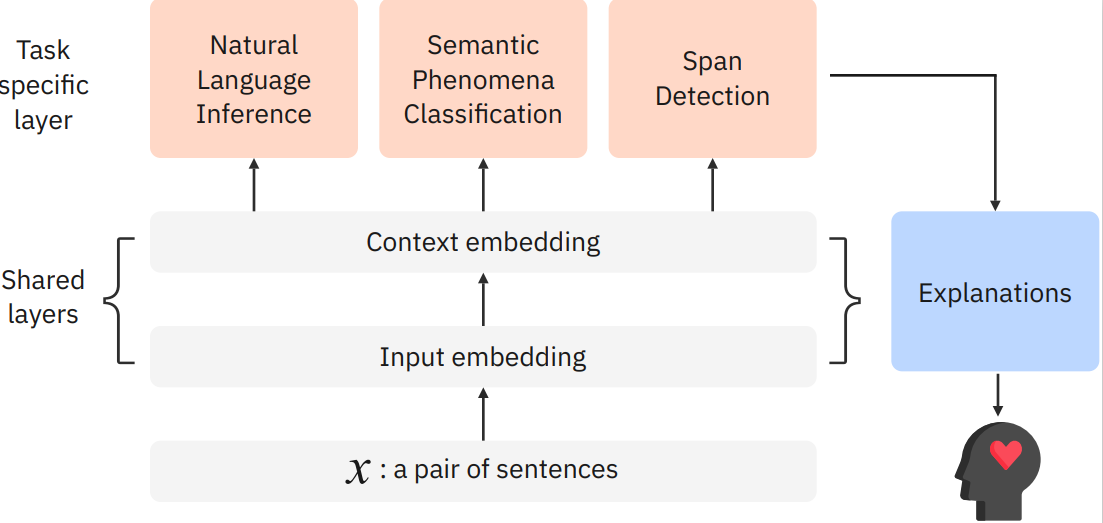 Task
specific
layer
Natural
Language
Inference
Semantic
Phenomena
Classification
Span
Detection
Shared
layers
Context embedding
Input embedding
x : a pair of sentences
Explanations